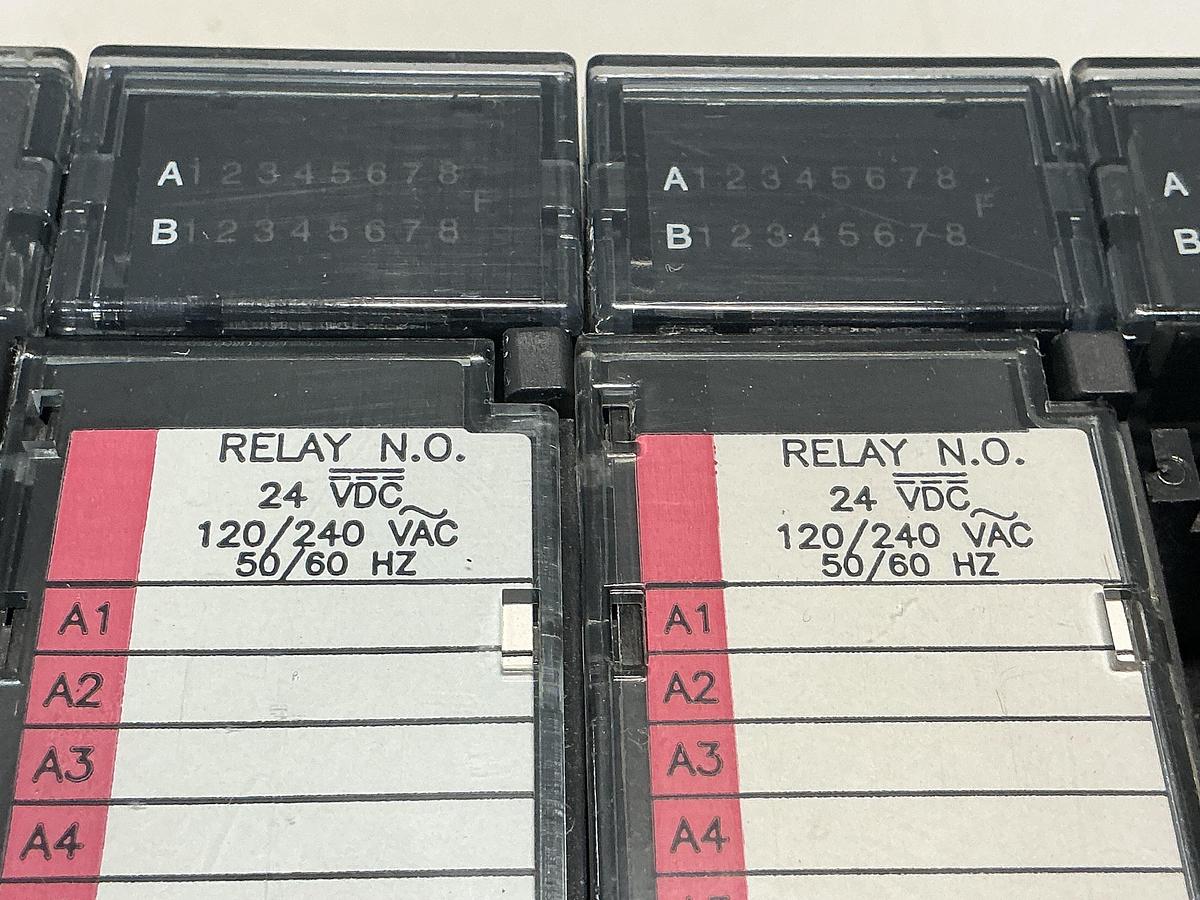 A 1 2 3 4 5 6 7 8
F
B 1 2 3 4 5 6 7 8
A 1 2 3 4 5 6 7 8
F
B 1 2 3 4 5 6 7 8
A
B
RELAY N.O.
24 VDC
120/240 VAC
50/60 HZ
A1
A2
A3
A4
RELAY N.O.
24 VDC
120/240 VAC
50/60 HZ
A1
A2
A3
A4